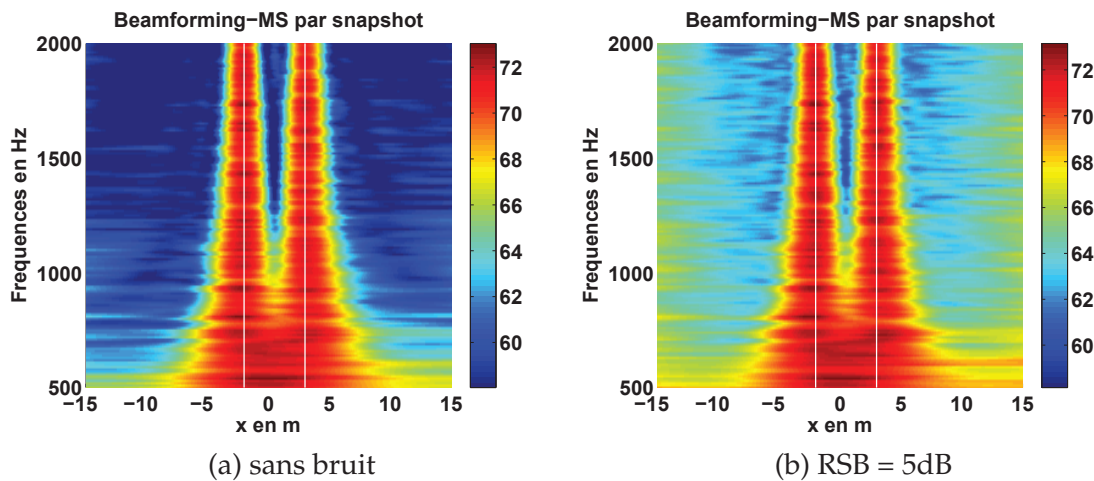 Beamforming−MS par snapshot
Frequences en Hz
2000
1500
1000
500
−15 −10 −5 0 5 10 15
x en m
72
70
68
66
64
62
60
(a) sans bruit
Beamforming−MS par snapshot
Frequences en Hz
2000
1500
1000
500
−15 −10 −5 0 5 10 15
x en m
72
70
68
66
64
62
60
(b) RSB = 5dB